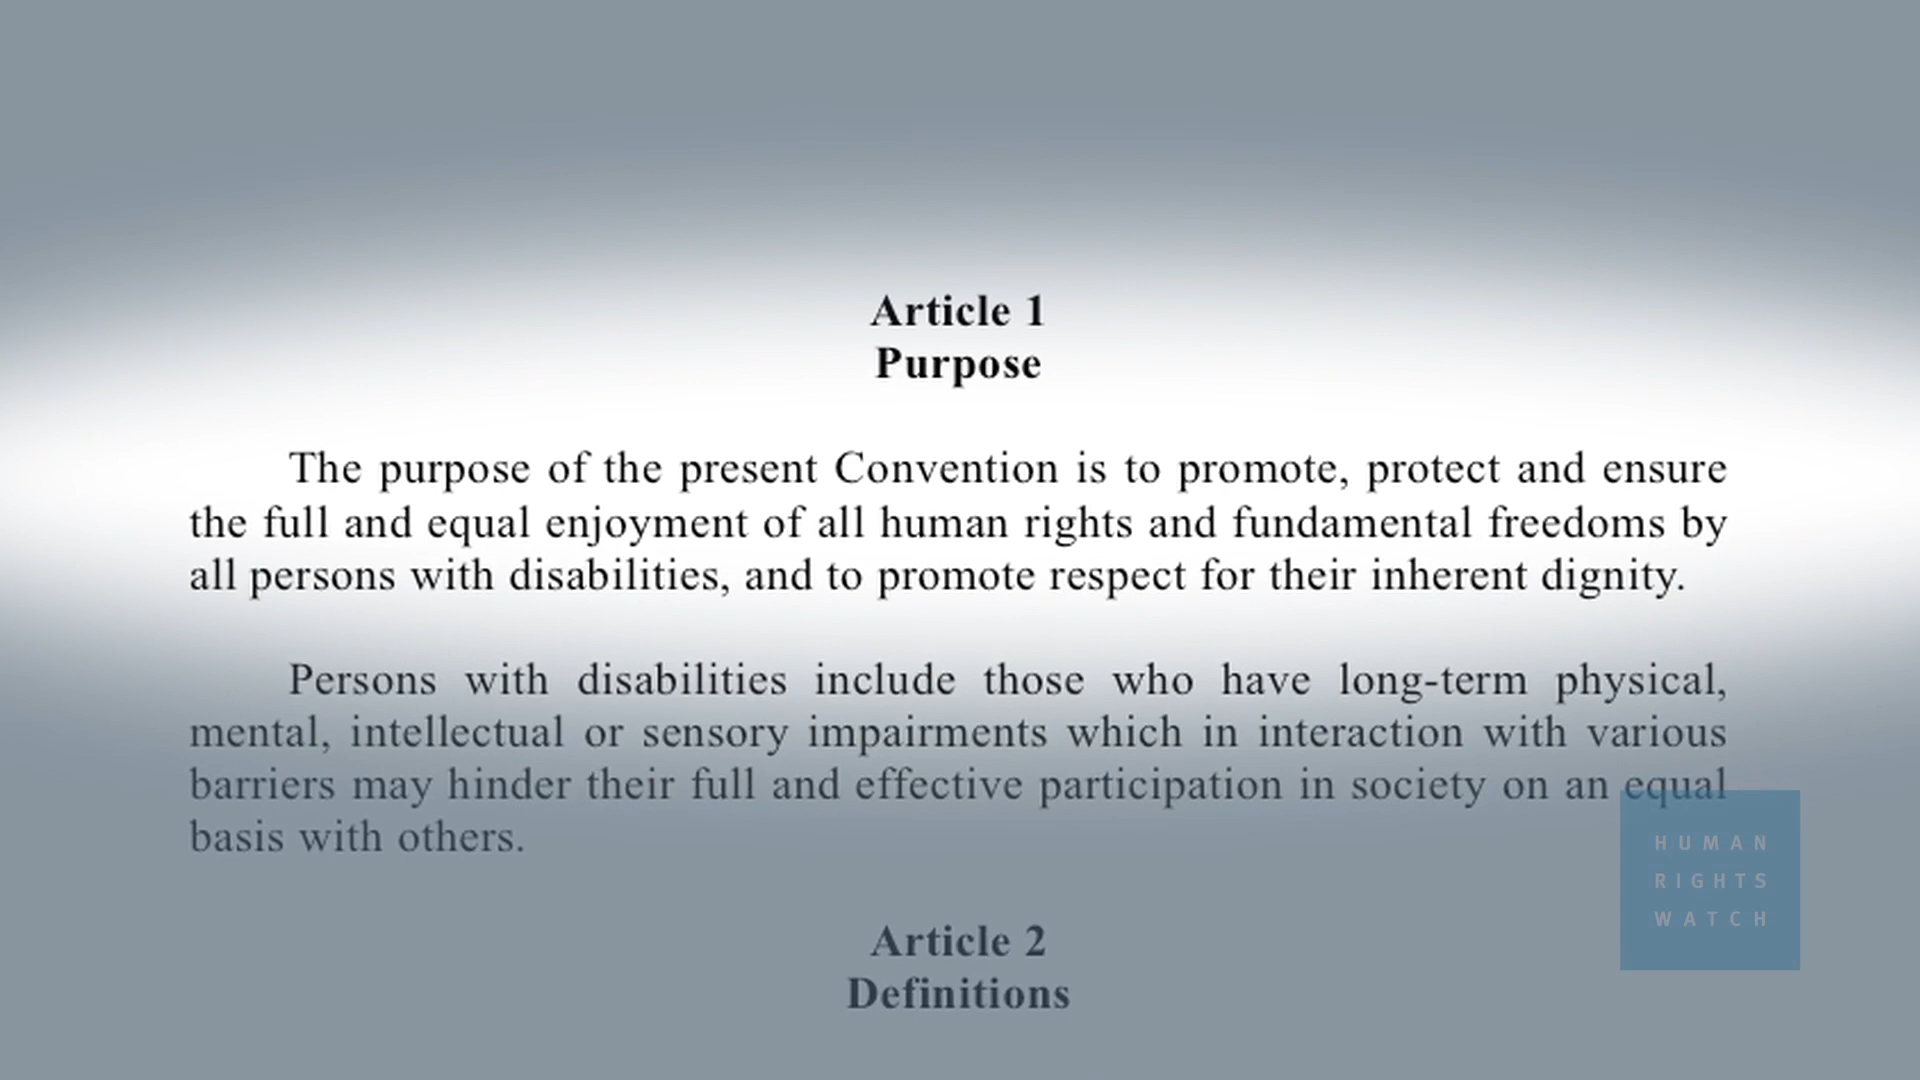 Article 1
Purpose
The purpose of the present Convention is to promote, protect and ensure
the full and equal enjoyment of all human rights and fundamental freedoms by
all persons with disabilities, and to promote respect for their inherent dignity.
Persons with disabilities include those who have long-term physical,
mental, intellectual or sensory impairments which in interaction with various
barriers may hinder their full and effective participation in society on an equal
basis with others.
HUMAN
RIGHTS
WATCH
Article 2
Definitions